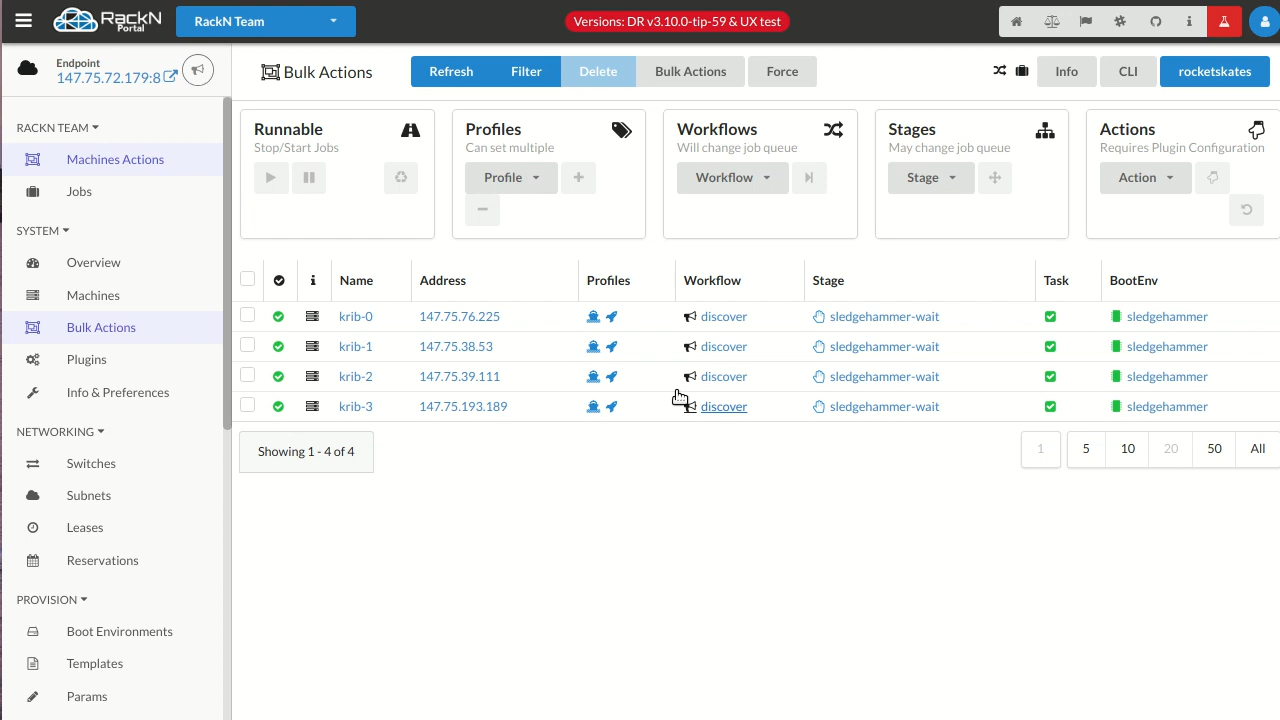 RackN Portal
RackN Team
Versions: DR v3.10.0-tip-59 & UX test
Endpoint
147.75.72.179:8
Bulk Actions
Refresh
Filter
Delete
Bulk Actions
Force
Info
CLI
rocketskates
RACKN TEAM
Machines Actions
Jobs
SYSTEM
Overview
Machines
Bulk Actions
Plugins
Info & Preferences
NETWORKING
Switches
Subnets
Leases
Reservations
PROVISION
Boot Environments
Templates
Params
Runnable
Stop/Start Jobs
Profiles
Can set multiple
Profile
Workflows
Will change job queue
Workflow
Stages
May change job queue
Stage
Actions
Requires Plugin Configuration
Action
Name Address Profiles Workflow Stage Task BootEnv
krib-0 147.75.76.225 discover sledgehammer-wait sledgehammer
krib-1 147.75.38.53 discover sledgehammer-wait sledgehammer
krib-2 147.75.39.111 discover sledgehammer-wait sledgehammer
krib-3 147.75.193.189 discover sledgehammer-wait sledgehammer
Showing 1 - 4 of 4
1 5 10 20 50 All